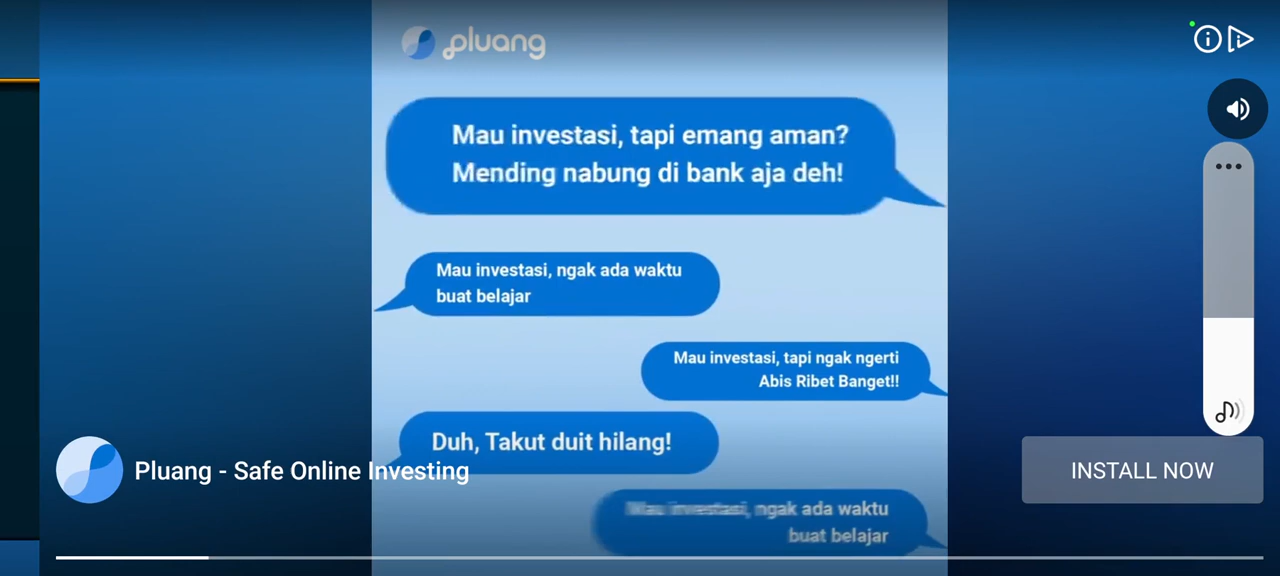 pluang
Mau investasi, tapi emang aman?
Mending nabung di bank aja deh!
Mau investasi, ngak ada waktu
buat belajar
Mau investasi, tapi ngak ngerti
Abis Ribet Banget!!
Duh, Takut duit hilang!
Pluang - Safe Online Investing
INSTALL NOW
Mau investasi, ngak ada waktu
buat belajar